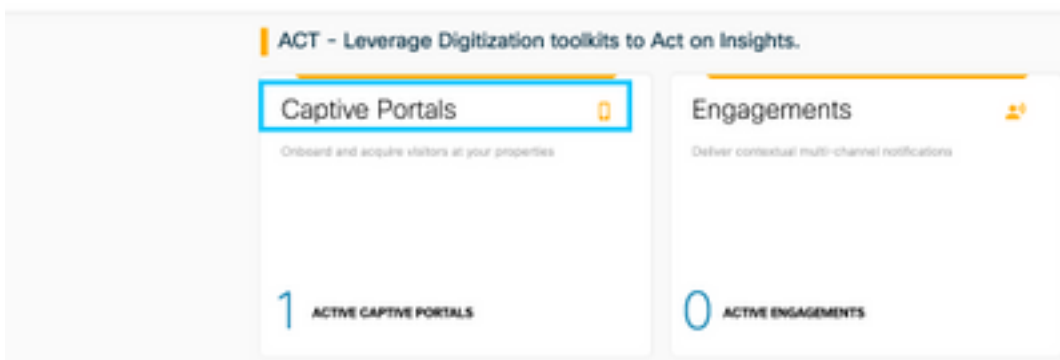 ACT - Leverage Digitization toolkits to Act on Insights.
Captive Portals
Onboard and acquire visitors at your properties
1 ACTIVE CAPTIVE PORTALS
Engagements
Deliver contextual multi-channel notifications
0 ACTIVE ENGAGEMENTS